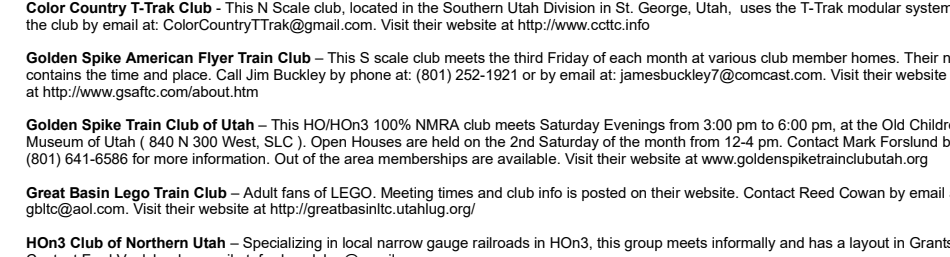 Color Country T-Trak Club - This N Scale club, located in the Southern Utah Division in St. George, Utah, uses the T-Trak modular system
the club by email at: ColorCountryTTrak@gmail.com. Visit their website at http://www.ccttc.info
Golden Spike American Flyer Train Club – This S scale club meets the third Friday of each month at various club member homes. Their
contains the time and place. Call Jim Buckley by phone at: (801) 252-1921 or by email at: jamesbuckley7@comcast.com. Visit their website
at http://www.gsaftc.com/about.htm
Golden Spike Train Club of Utah – This HO/HOn3 100% NMRA club meets Saturday Evenings from 3:00 pm to 6:00 pm, at the Old
Museum of Utah ( 840 N 300 West, SLC ). Open Houses are held on the 2nd Saturday of the month from 12-4 pm. Contact Mark Forslund
(801) 641-6586 for more information. Out of the area memberships are available. Visit their website at www.goldenspiketrainclubutah.org
Great Basin Lego Train Club – Adult fans of LEGO. Meeting times and club info is posted on their website. Contact Reed Cowan by email
gbltc@aol.com. Visit their website at http://greatbasinltc.utahlug.org/
HOn3 Club of Northern Utah – Specializing in local narrow gauge railroads in HOn3, this group meets informally and has a layout in